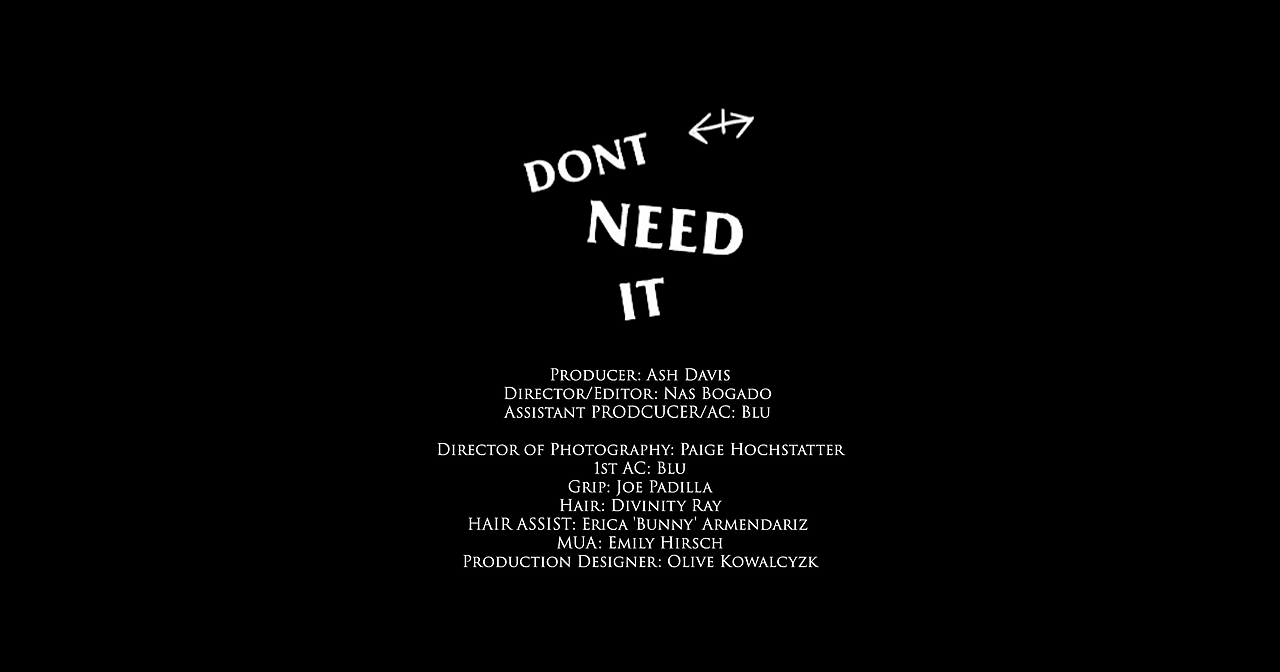 DONT
NEED
IT
Producer: Ash Davis
Director/Editor: Nas Bogado
Assistant PRODCUCER/AC: Blu
Director of Photography: Paige Hochstatter
1st AC: Blu
Grip: Joe Padilla
Hair: Divinity Ray
HAIR ASSIST: Erica 'Bunny' Armendariz
MUA: Emily Hirsch
Production Designer: Olive Kowalcyzk